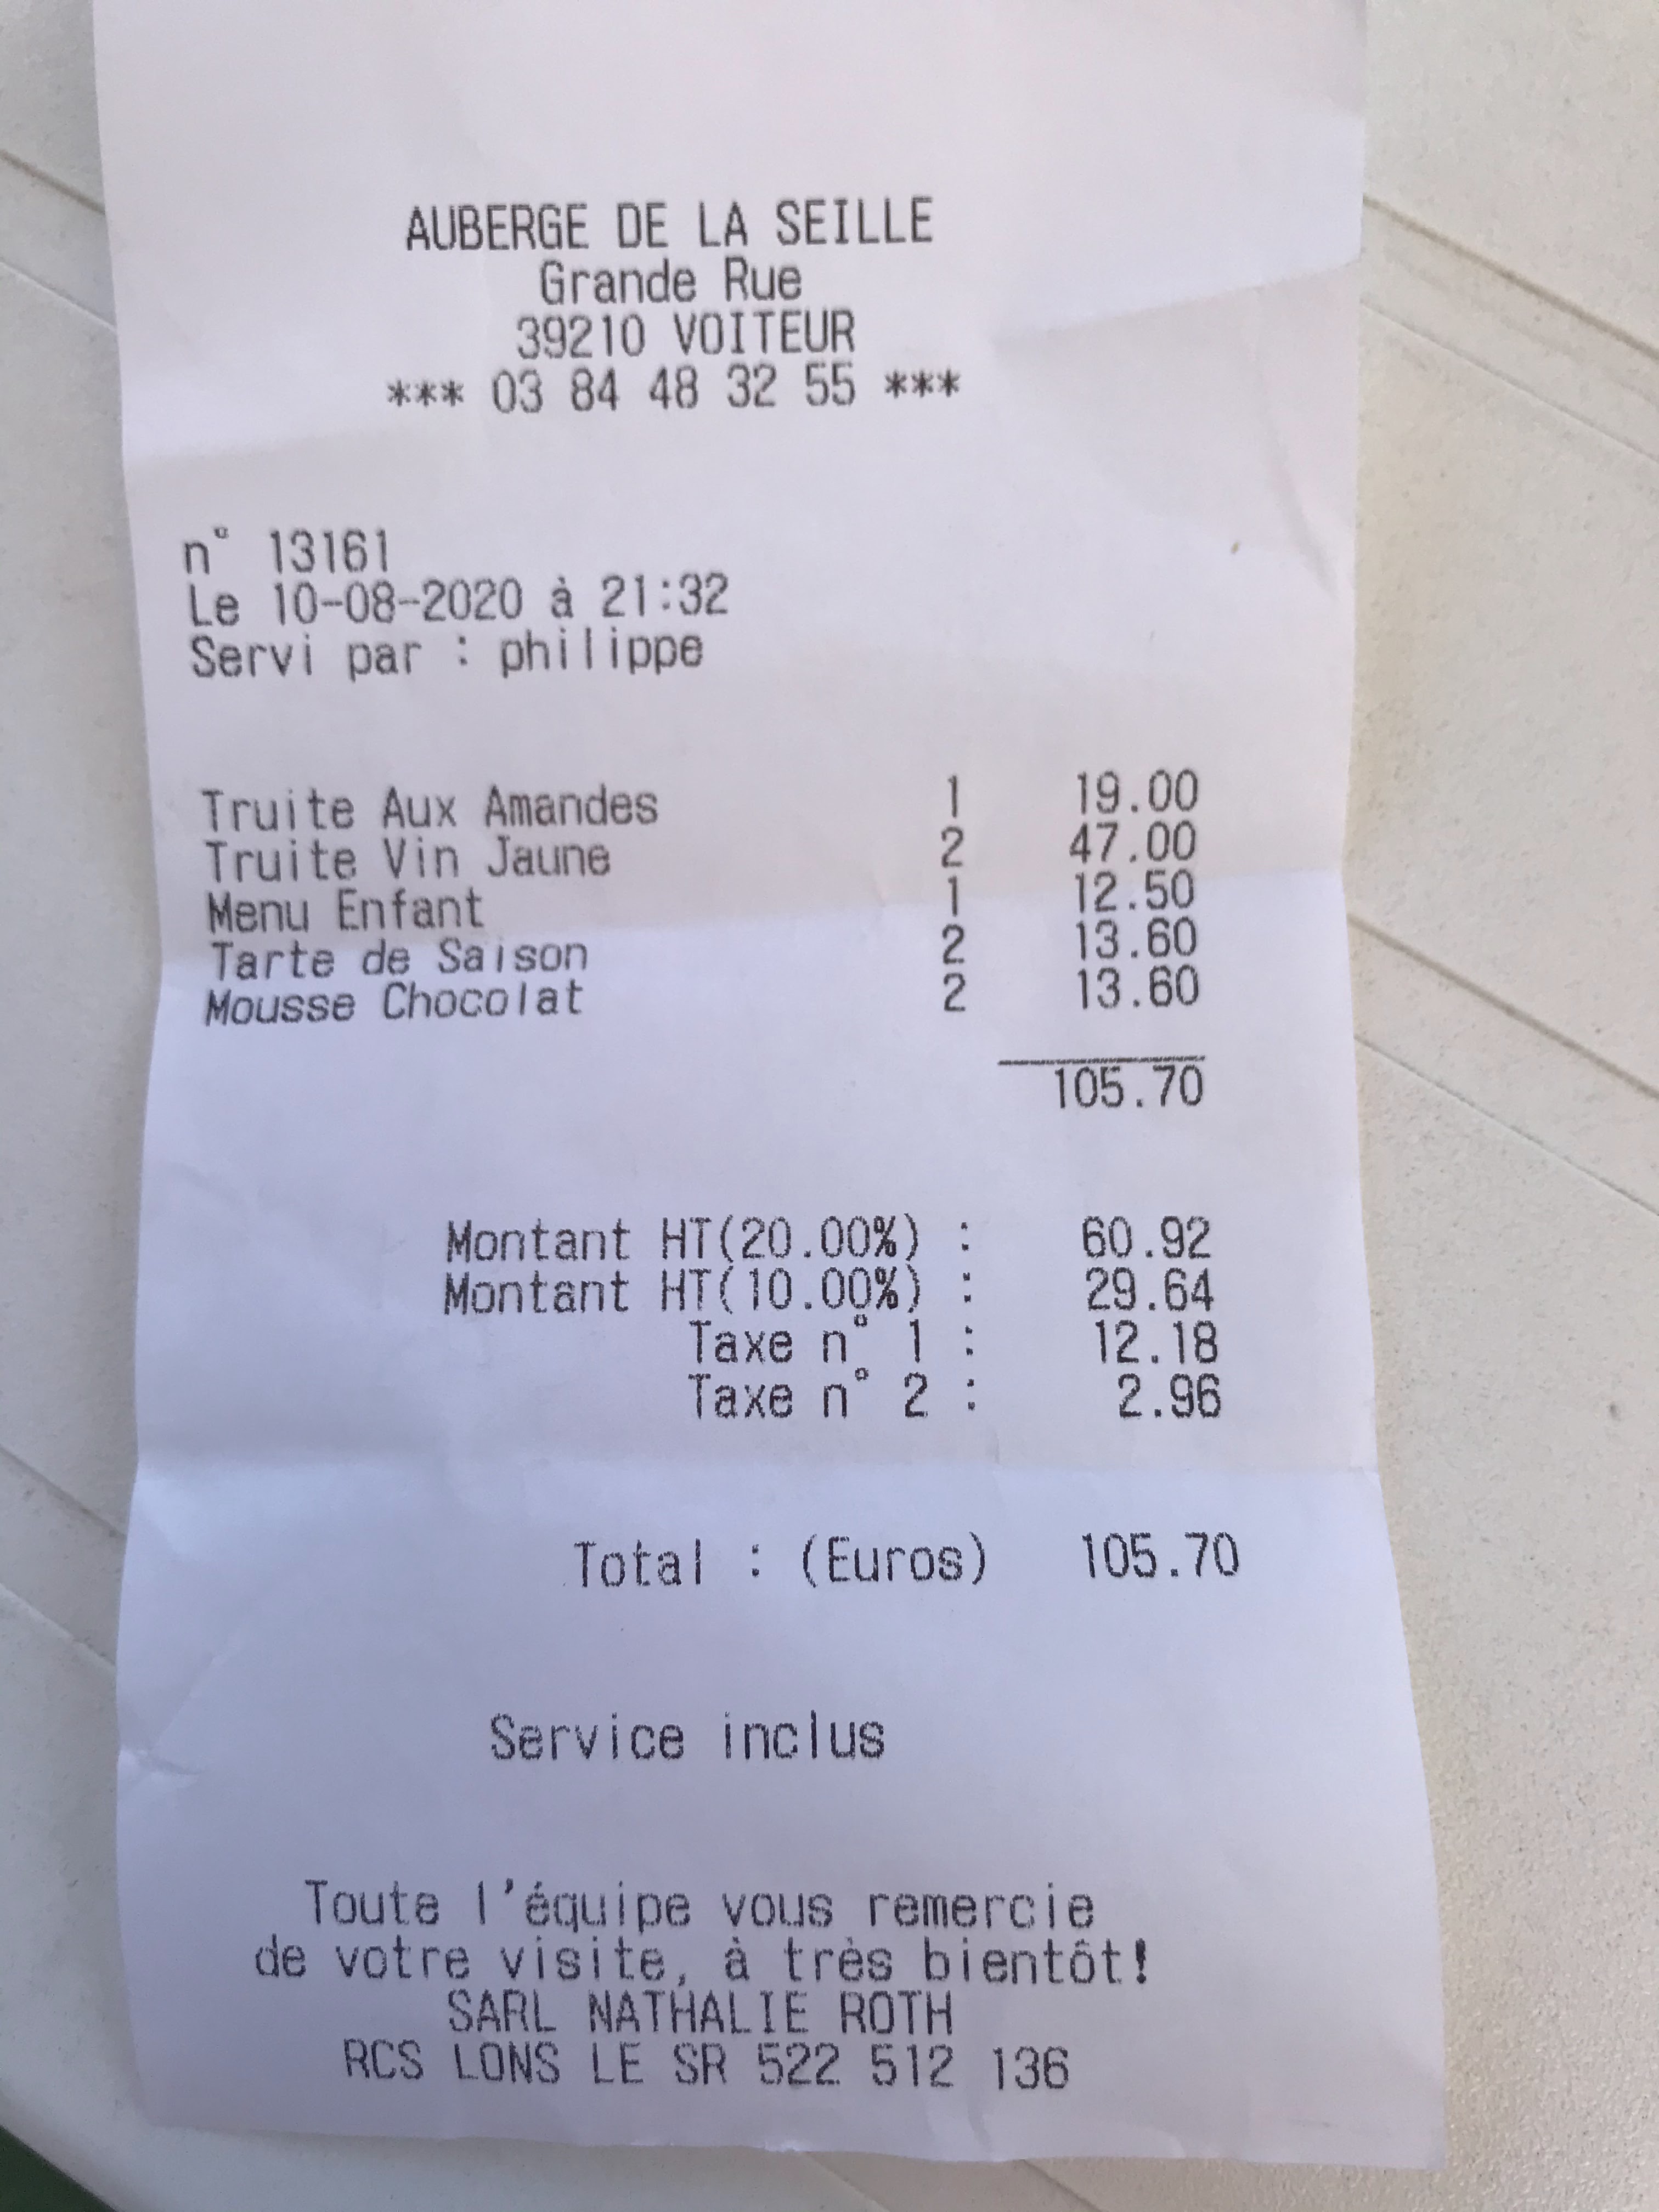 AUBERGE DE LA SEILLE
Grande Rue
39210 VOITEUR
*** 03 84 48 32 55 ***
n° 13161
Le 10-08-2020 à 21:32
Servi par : philippe
Truite Aux Amandes 1 19.00
Truite Vin Jaune 2 47.00
Menu Enfant 1 12.50
Tarte de Saison 2 13.60
Mousse Chocolat 2 13.60
105.70
Montant HT(20.00%) : 60.92
Montant HT(10.00%) : 29.64
Taxe n° 1 : 12.18
Taxe n° 2 : 2.96
Total : (Euros) 105.70
Service inclus
Toute l'équipe vous remercie
de votre visite, à très bientôt!
SARL NATHALIE ROTH
RCS LONS LE SR 522 512 136